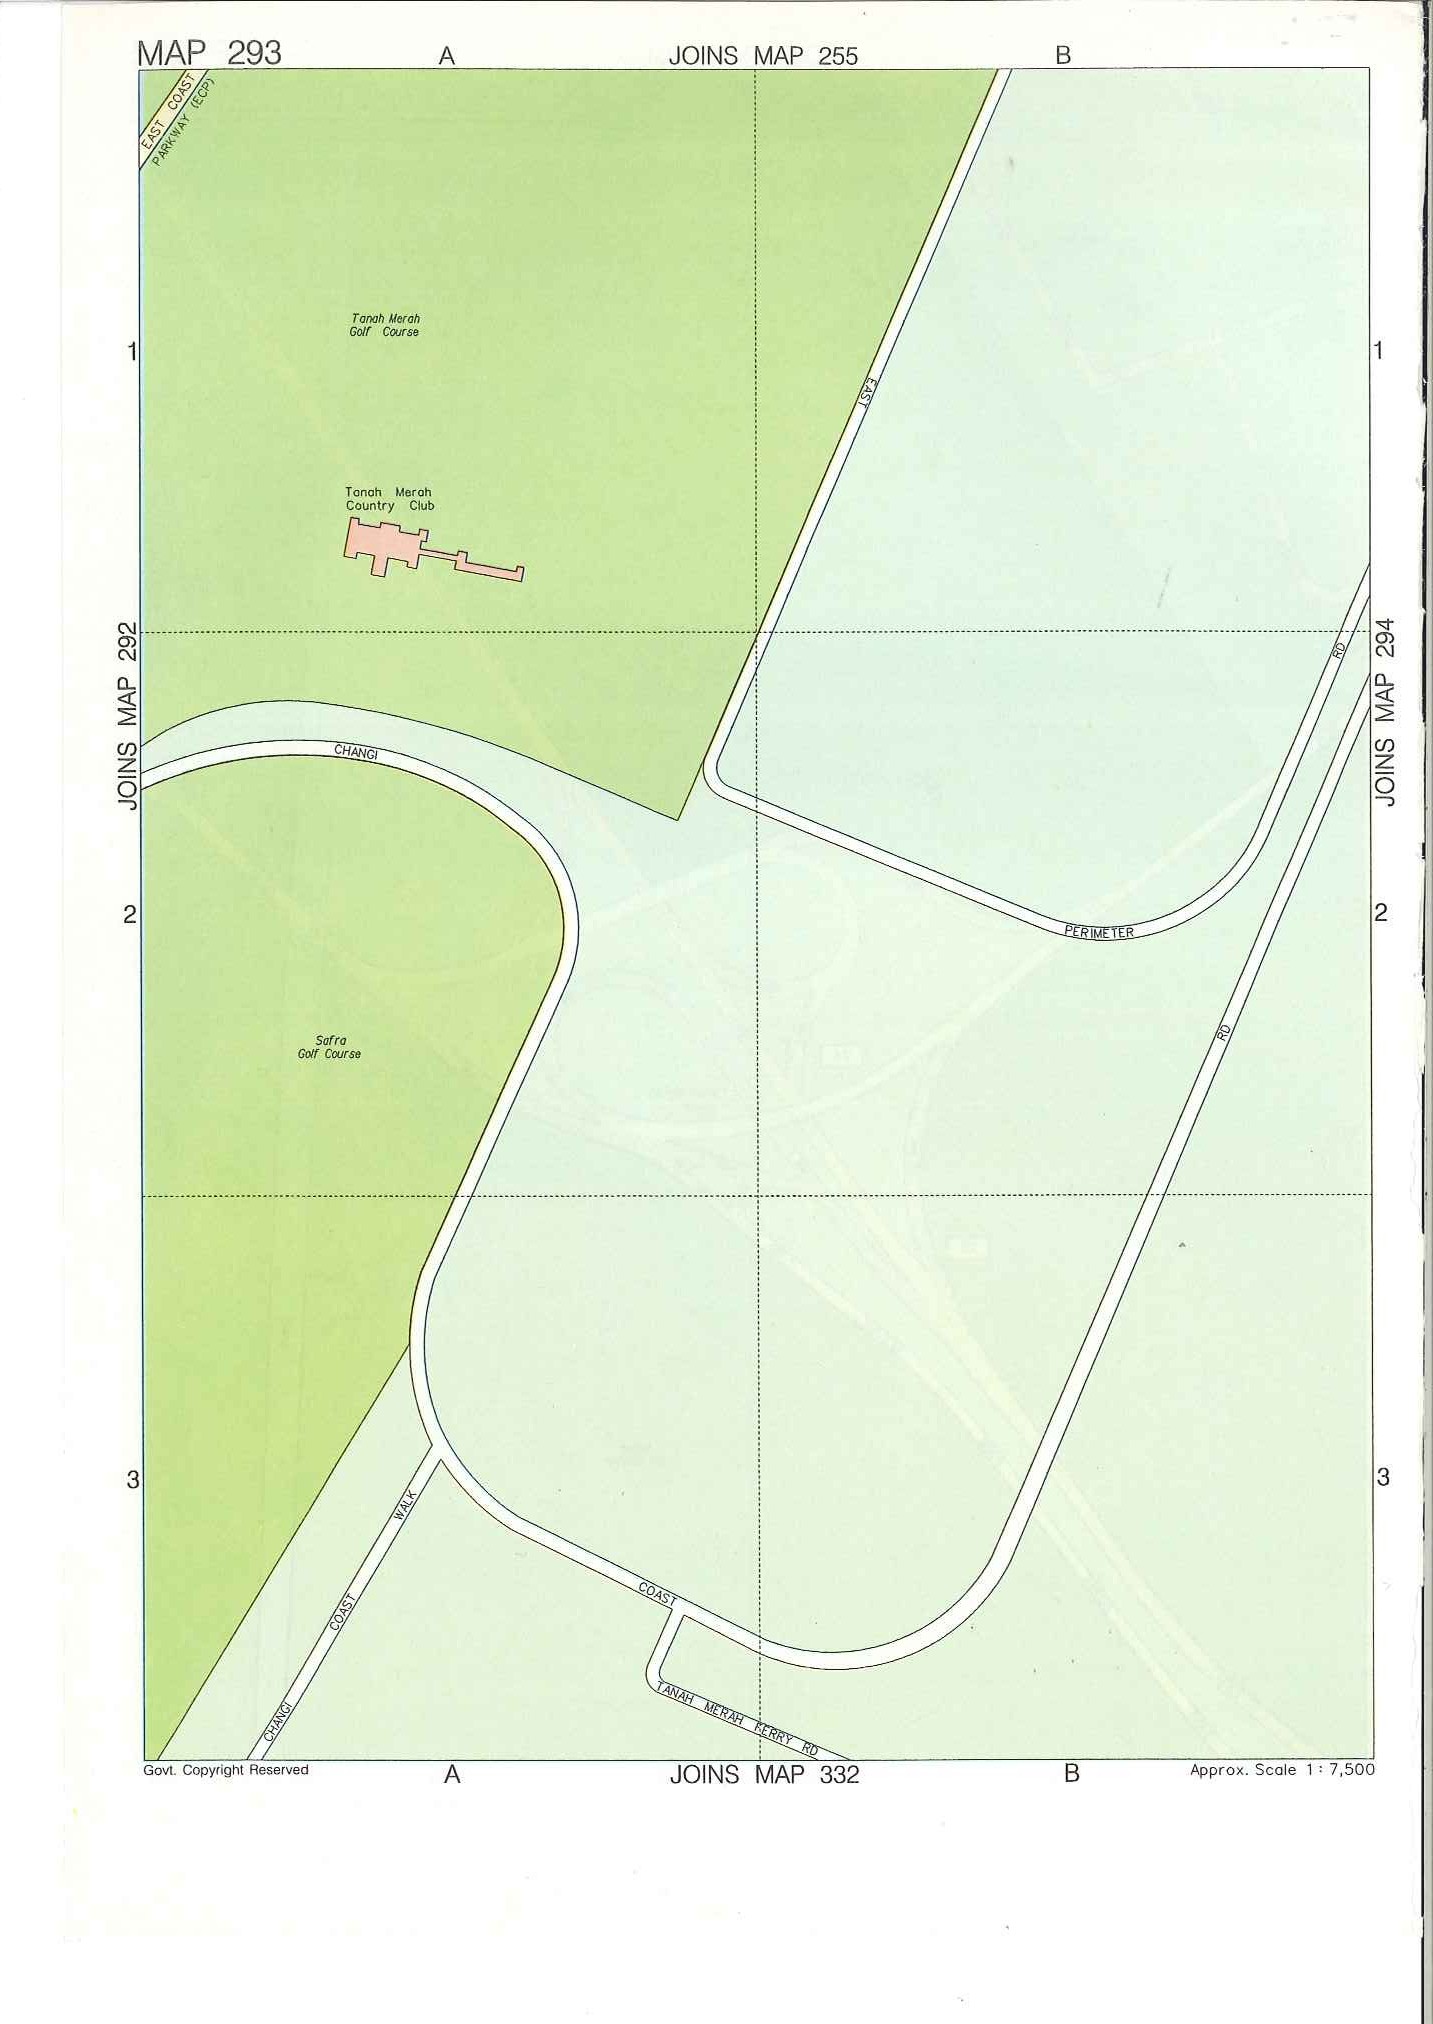 MAP 293
A
JOINS MAP 255
B
EAST COAST
PARKWAY (ECP)
Tanah Merah
Golf Course
1
1
EAST
Tanah Merah
Country Club
JOINS MAP 292
JOINS MAP 294
RD
CHANGI
2
2
PERIMETER
RD
Safra
Golf Course
3
3
WALK
COAST
CHANGI
COAST
TANAH MERAH KERRY RD
Govt. Copyright Reserved
A
JOINS MAP 332
B
Approx. Scale 1 : 7,500